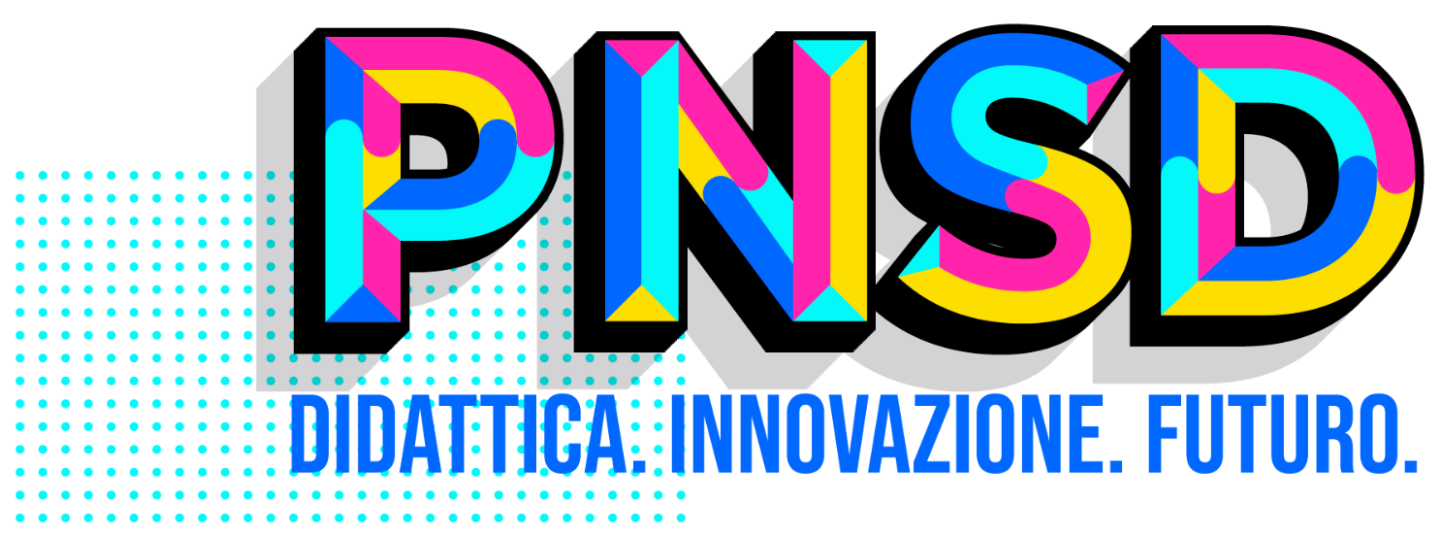 PNSD
DIDATTICA. INNOVAZIONE. FUTURO.